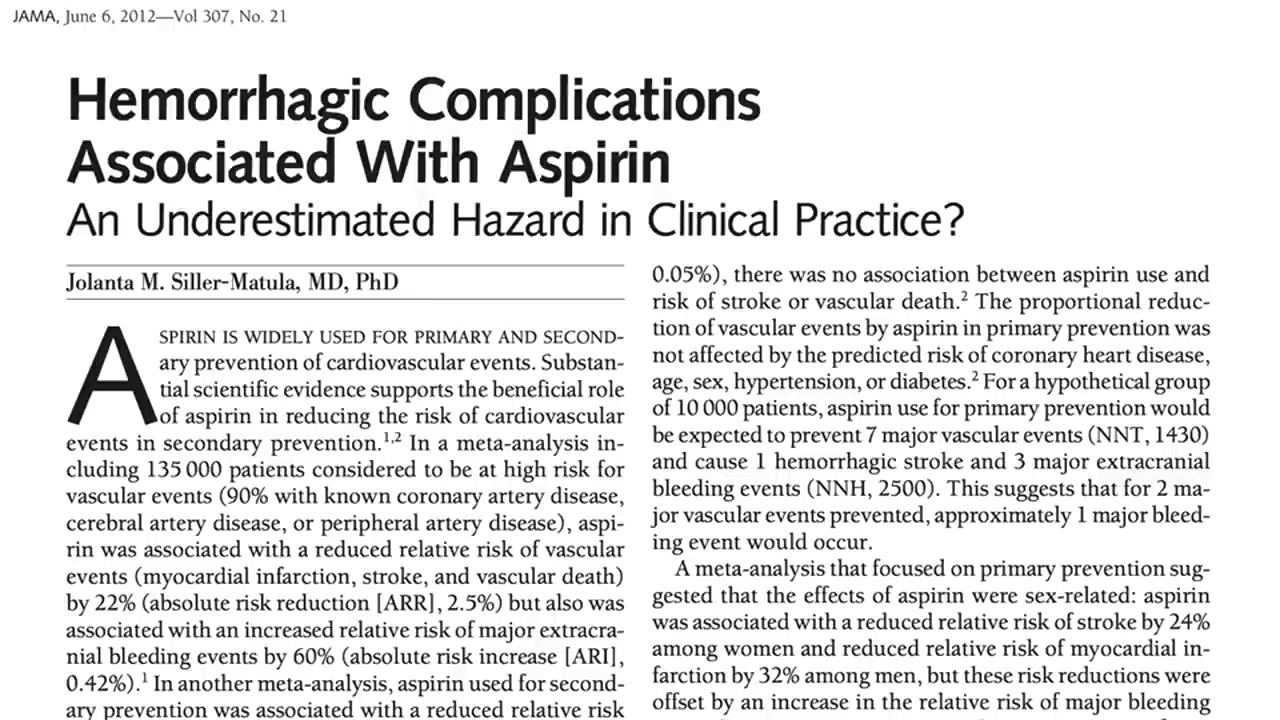 JAMA, June 6, 2012—Vol 307, No. 21
Hemorrhagic Complications
Associated With Aspirin
An Underestimated Hazard in Clinical Practice?
Jolanta M. Siller-Matula, MD, PhD
ASPIRIN IS WIDELY USED FOR PRIMARY AND SECOND-
ary prevention of cardiovascular events. Substan-
tial scientific evidence supports the beneficial role
of aspirin in reducing the risk of cardiovascular
events in secondary prevention.1,2 In a meta-analysis in-
cluding 135 000 patients considered to be at high risk for
vascular events (90% with known coronary artery disease,
cerebral artery disease, or peripheral artery disease), aspi-
rin was associated with a reduced relative risk of vascular
events (myocardial infarction, stroke, and vascular death)
by 22% (absolute risk reduction [ARR], 2.5%) but also was
associated with an increased relative risk of major extracra-
nial bleeding events by 60% (absolute risk increase [ARI],
0.42%).1 In another meta-analysis, aspirin used for second-
ary prevention was associated with a reduced relative risk
0.05%), there was no association between aspirin use and
risk of stroke or vascular death.2 The proportional reduc-
tion of vascular events by aspirin in primary prevention was
not affected by the predicted risk of coronary heart disease,
age, sex, hypertension, or diabetes.2 For a hypothetical group
of 10 000 patients, aspirin use for primary prevention would
be expected to prevent 7 major vascular events (NNT, 1430)
and cause 1 hemorrhagic stroke and 3 major extracranial
bleeding events (NNH, 2500). This suggests that for 2 ma-
jor vascular events prevented, approximately 1 major bleed-
ing event would occur.
A meta-analysis that focused on primary prevention sug-
gested that the effects of aspirin were sex-related: aspirin
was associated with a reduced relative risk of stroke by 24%
among women and reduced relative risk of myocardial in-
farction by 32% among men, but these risk reductions were
offset by an increase in the relative risk of major bleeding